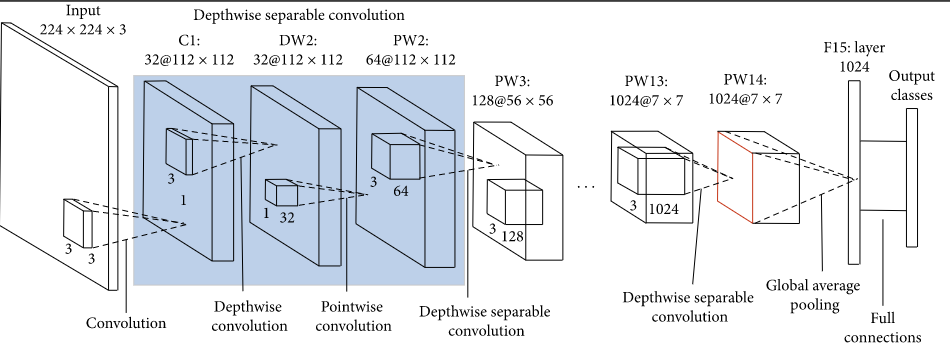 Input
224 × 224 × 3
Depthwise separable convolution
C1:
32@112 × 112
DW2:
32@112 × 112
PW2:
64@112 × 112
PW3:
128@56 × 56
PW13:
1024@7 × 7
PW14:
1024@7 × 7
F15: layer
1024
Output
classes
3
3
3
1
1
32
3
64
3
128
...
3
1024
Convolution
Depthwise
convolution
Pointwise
convolution
Depthwise separable
convolution
Depthwise separable
convolution
Global average
pooling
Full
connections